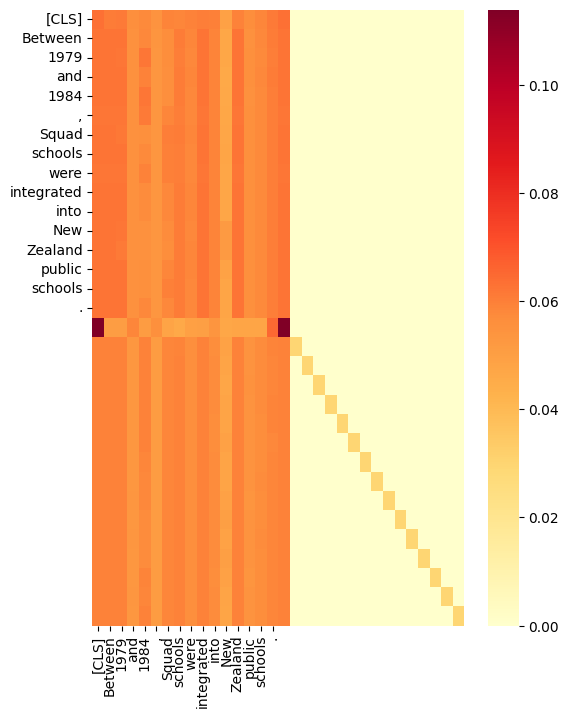 [CLS]
Between
1979
and
1984
,
Squad
schools
were
integrated
into
New
Zealand
public
schools
.
0.10
0.08
0.06
0.04
0.02
0.00
[CLS]
Between
1979
and
1984
,
Squad
schools
were
integrated
into
New
Zealand
public
schools
.